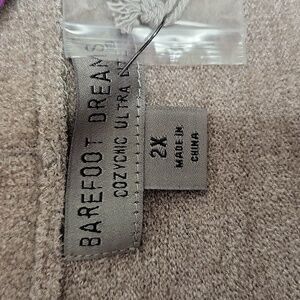 BAREFOOT DREAMS
COZYCHIC ULTRA
2X
MADE IN
CHINA